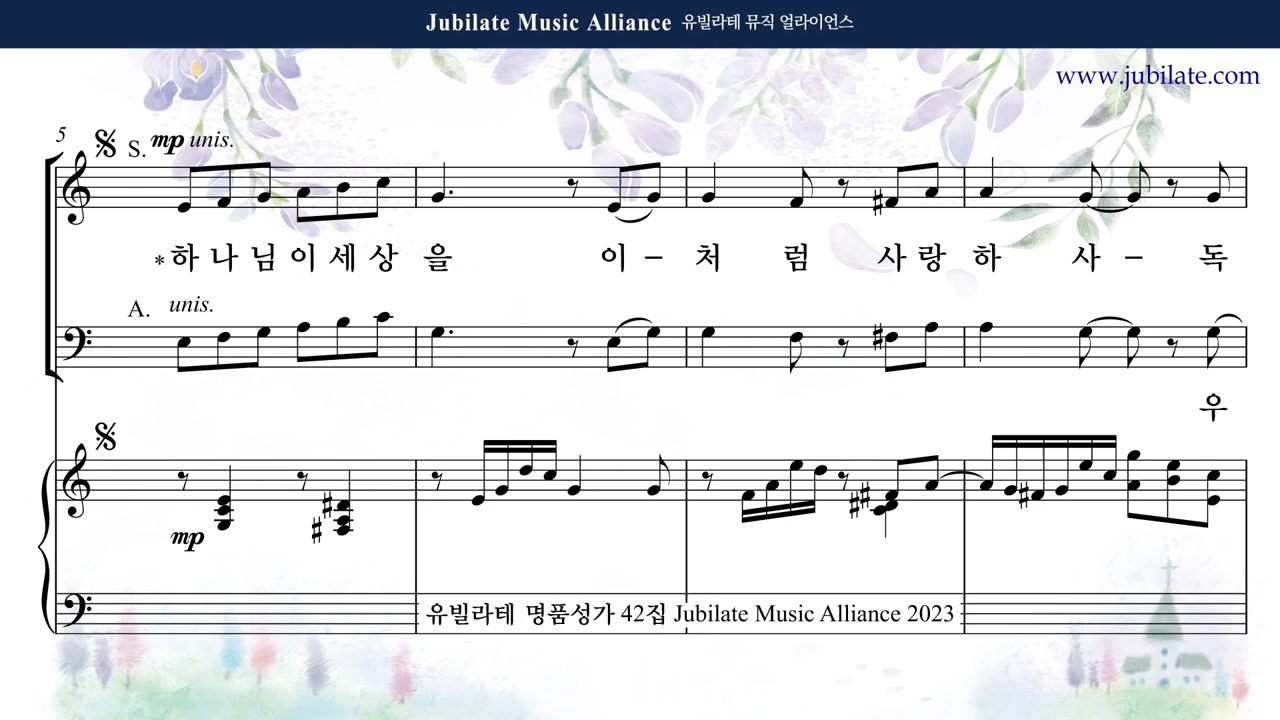 Jubilate Music Alliance 유빌라테 뮤직 얼라이언스
www.jubilate.com
5
S. mp unis.
*하 나 님 이 세 상 을 이 – 처 럼 사 랑 하 사 – 독
A. unis.
우
mp
유빌라테 명품성가 42집 Jubilate Music Alliance 2023